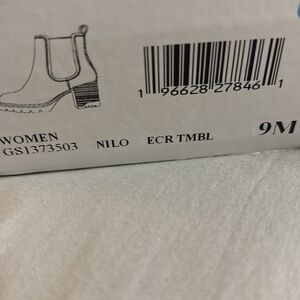 1 96628 27846 1
WOMEN
GS1373503 NILO ECR TMBL 9M